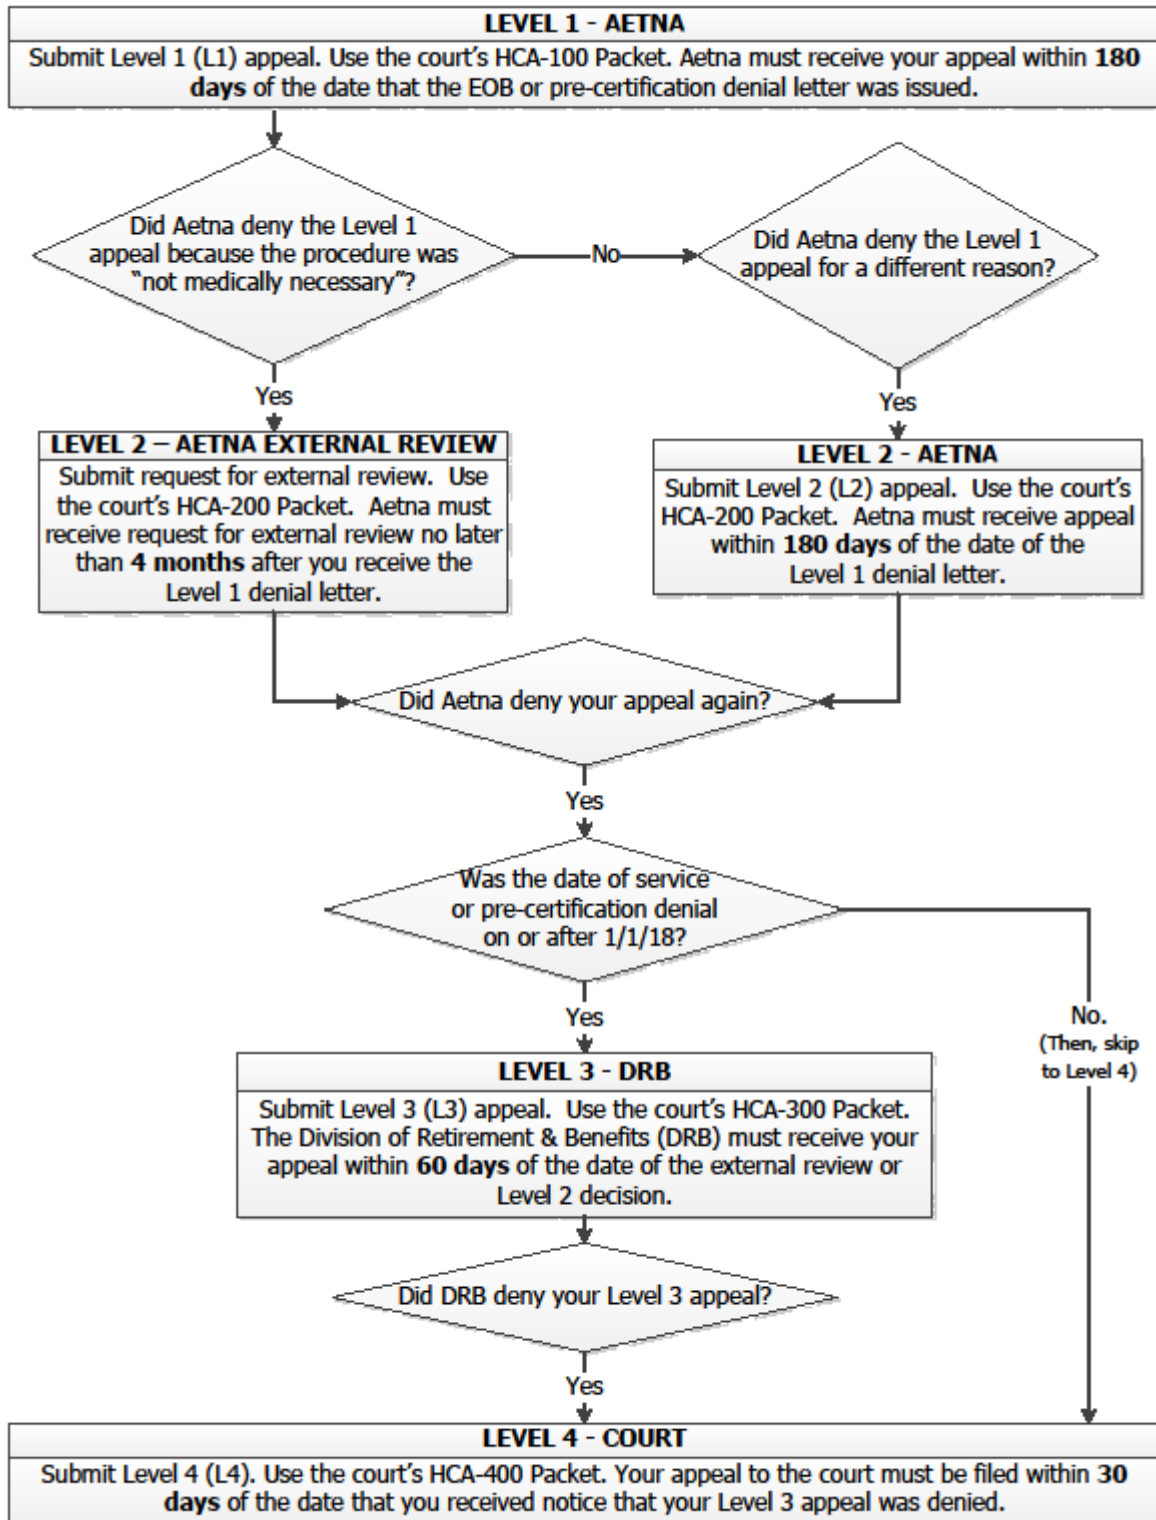 LEVEL 1 - AETNA
Submit Level 1 (L1) appeal. Use the court's HCA-100 Packet. Aetna must receive your appeal within 180
days of the date that the EOB or pre-certification denial letter was issued.
Did Aetna deny the Level 1
appeal because the procedure was
"not medically necessary"?
No
Did Aetna deny the Level 1
appeal for a different reason?
Yes
Yes
LEVEL 2 – AETNA EXTERNAL REVIEW
Submit request for external review. Use
the court's HCA-200 Packet. Aetna must
receive request for external review no later
than 4 months after you receive the
Level 1 denial letter.
LEVEL 2 - AETNA
Submit Level 2 (L2) appeal. Use the court's
HCA-200 Packet. Aetna must receive appeal
within 180 days of the date of the
Level 1 denial letter.
Did Aetna deny your appeal again?
Yes
Was the date of service
or pre-certification denial
on or after 1/1/18?
Yes
No.
(Then, skip
to Level 4)
LEVEL 3 - DRB
Submit Level 3 (L3) appeal. Use the court's HCA-300 Packet.
The Division of Retirement & Benefits (DRB) must receive your
appeal within 60 days of the date of the external review or
Level 2 decision.
Did DRB deny your Level 3 appeal?
Yes
LEVEL 4 - COURT
Submit Level 4 (L4). Use the court's HCA-400 Packet. Your appeal to the court must be filed within 30
days of the date that you received notice that your Level 3 appeal was denied.